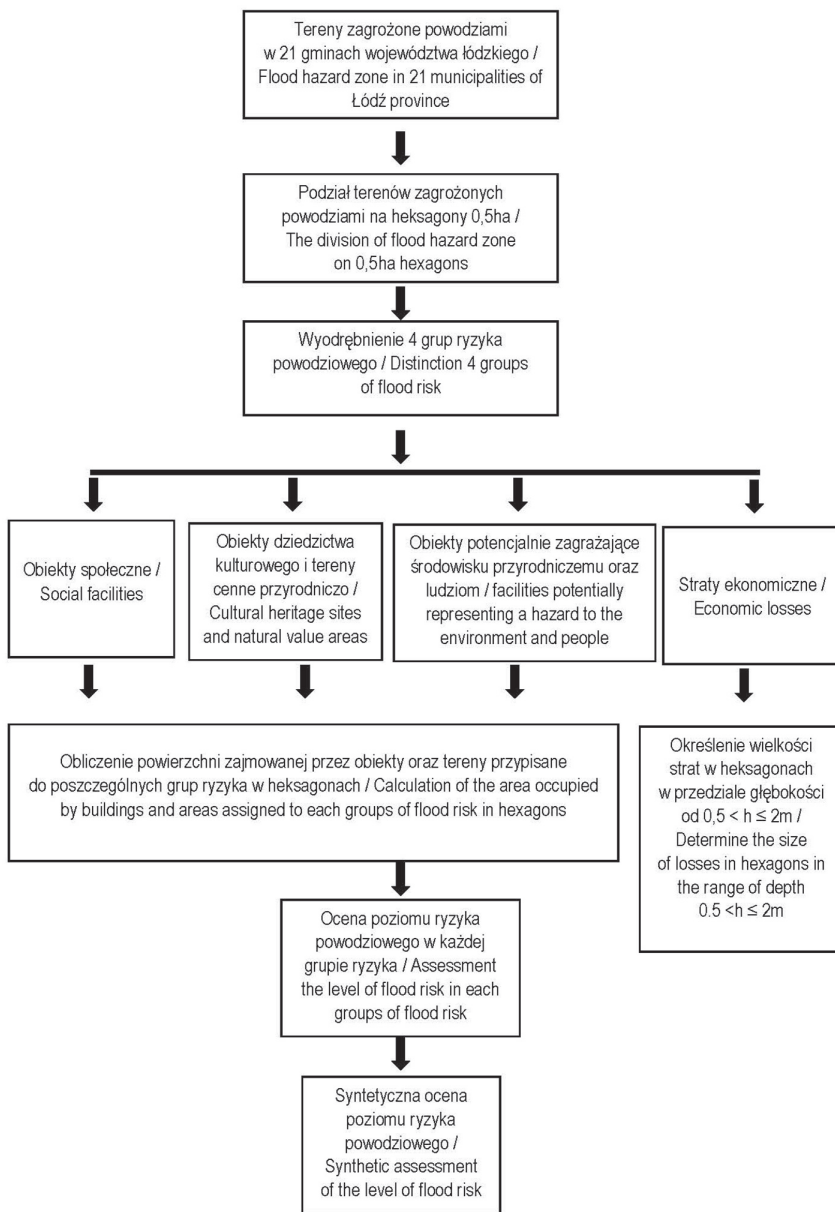 Tereny zagrożone powodziami
w 21 gminach województwa łódzkiego /
Flood hazard zone in 21 municipalities of
Łódź province
Podział terenów zagrożonych
powodziami na heksagony 0,5ha /
The division of flood hazard zone
on 0,5ha hexagons
Wyodrębnienie 4 grup ryzyka
powodziowego / Distinction 4 groups
of flood risk
Obiekty społeczne /
Social facilities
Obiekty dziedzictwa
kulturowego i tereny
cenne przyrodniczo /
Cultural heritage sites
and natural value areas
Obiekty potencjalnie zagrażające
środowisku przyrodniczemu oraz
ludziom / facilities potentially
representing a hazard to the
environment and people
Straty ekonomiczne /
Economic losses
Obliczenie powierzchni zajmowanej przez obiekty oraz tereny przypisane
do poszczególnych grup ryzyka w heksagonach / Calculation of the area occupied
by buildings and areas assigned to each groups of flood risk in hexagons
Określenie wielkości
strat w heksagonach
w przedziale głębokości
od 0,5 < h ≤ 2m /
Determine the size
of losses in hexagons in
the range of depth
0.5 <h ≤ 2m
Ocena poziomu ryzyka
powodziowego w każdej
grupie ryzyka / Assessment
the level of flood risk in each
groups of flood risk
Syntetyczna ocena
poziomu ryzyka
powodziowego /
Synthetic assessment
of the level of flood risk